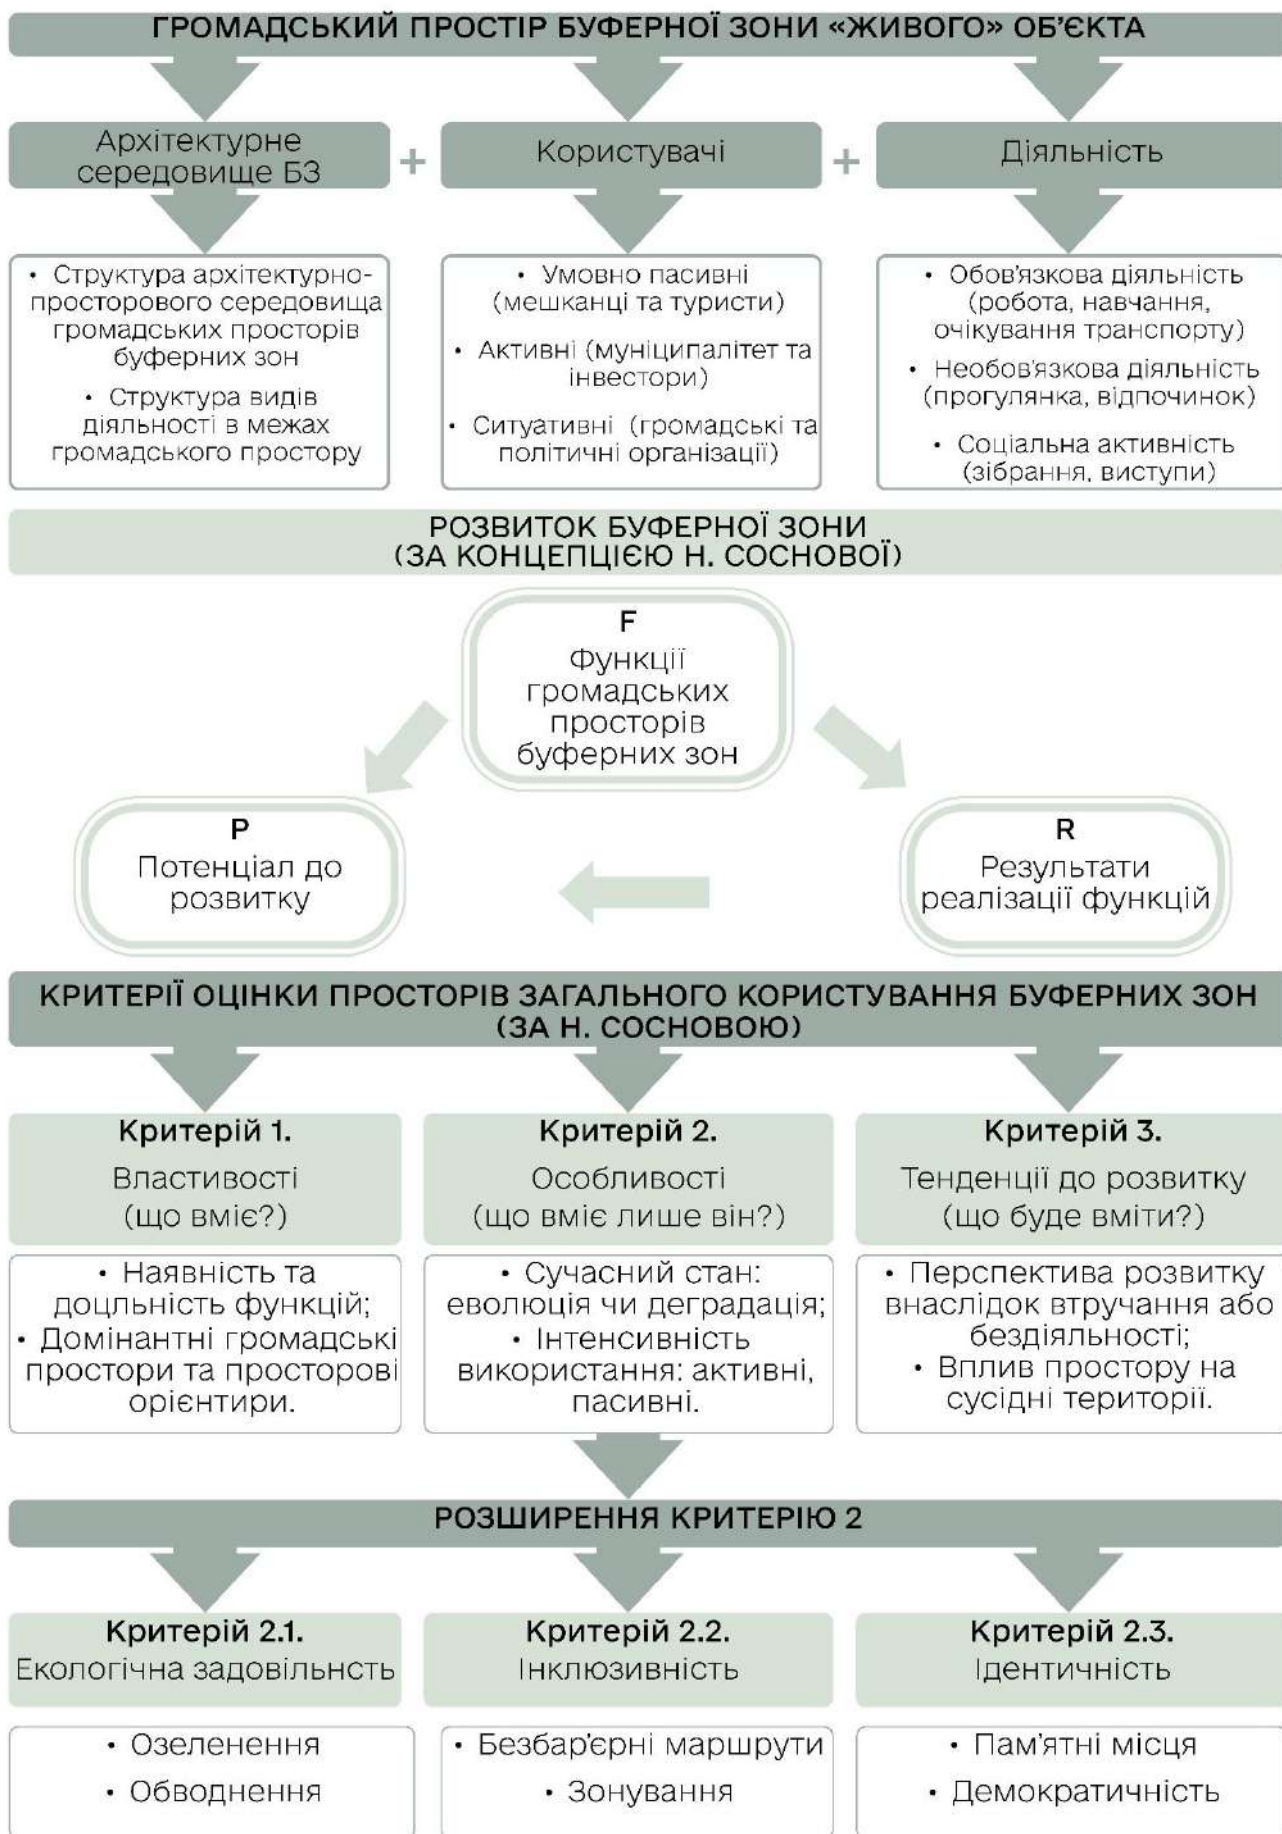 ГРОМАДСЬКИЙ ПРОСТІР БУФЕРНОЇ ЗОНИ «ЖИВОГО» ОБ’ЄКТА
Архітектурне
середовище БЗ
+
Користувачі
+
Діяльність
• Структура архітектурно-
просторового середовища
громадських просторів
буферних зон
• Структура видів
діяльності в межах
громадського простору
• Умовно пасивні
(мешканці та туристи)
• Активні (муніципалітет та
інвестори)
• Ситуативні (громадські та
політичні організації)
• Обов'язкова діяльність
(робота, навчання,
очікування транспорту)
• Необов'язкова діяльність
(прогулянка, відпочинок)
• Соціальна активність
(зібрання, виступи)
РОЗВИТОК БУФЕРНОЇ ЗОНИ
(ЗА КОНЦЕПЦІЄЮ Н. СОСНОВОЇ)
F
Функції
громадських
просторів
буферних зон
P
Потенціал до
розвитку
R
Результати
реалізації функцій
КРИТЕРІЇ ОЦІНКИ ПРОСТОРІВ ЗАГАЛЬНОГО КОРИСТУВАННЯ БУФЕРНИХ ЗОН
(ЗА Н. СОСНОВОЮ)
Критерій 1.
Властивості
(що вміє?)
Критерій 2.
Особливості
(що вміє лише він?)
Критерій 3.
Тенденції до розвитку
(що буде вміти?)
• Наявність та
доцльність функцій;
• Домінантні громадські
простори та просторові
орієнтири.
• Сучасний стан:
еволюція чи деградація;
• Інтенсивність
використання: активні,
пасивні.
• Перспектива розвитку
внаслідок втручання або
бездіяльності;
• Вплив простору на
сусідні території.
РОЗШИРЕННЯ КРИТЕРІЮ 2
Критерій 2.1.
Екологічна задовільнсть
Критерій 2.2.
Інклюзивність
Критерій 2.3.
Ідентичність
• Озеленення
• Обводнення
• Безбар'єрні маршрути
• Зонування
• Пам'ятні місця
• Демократичність